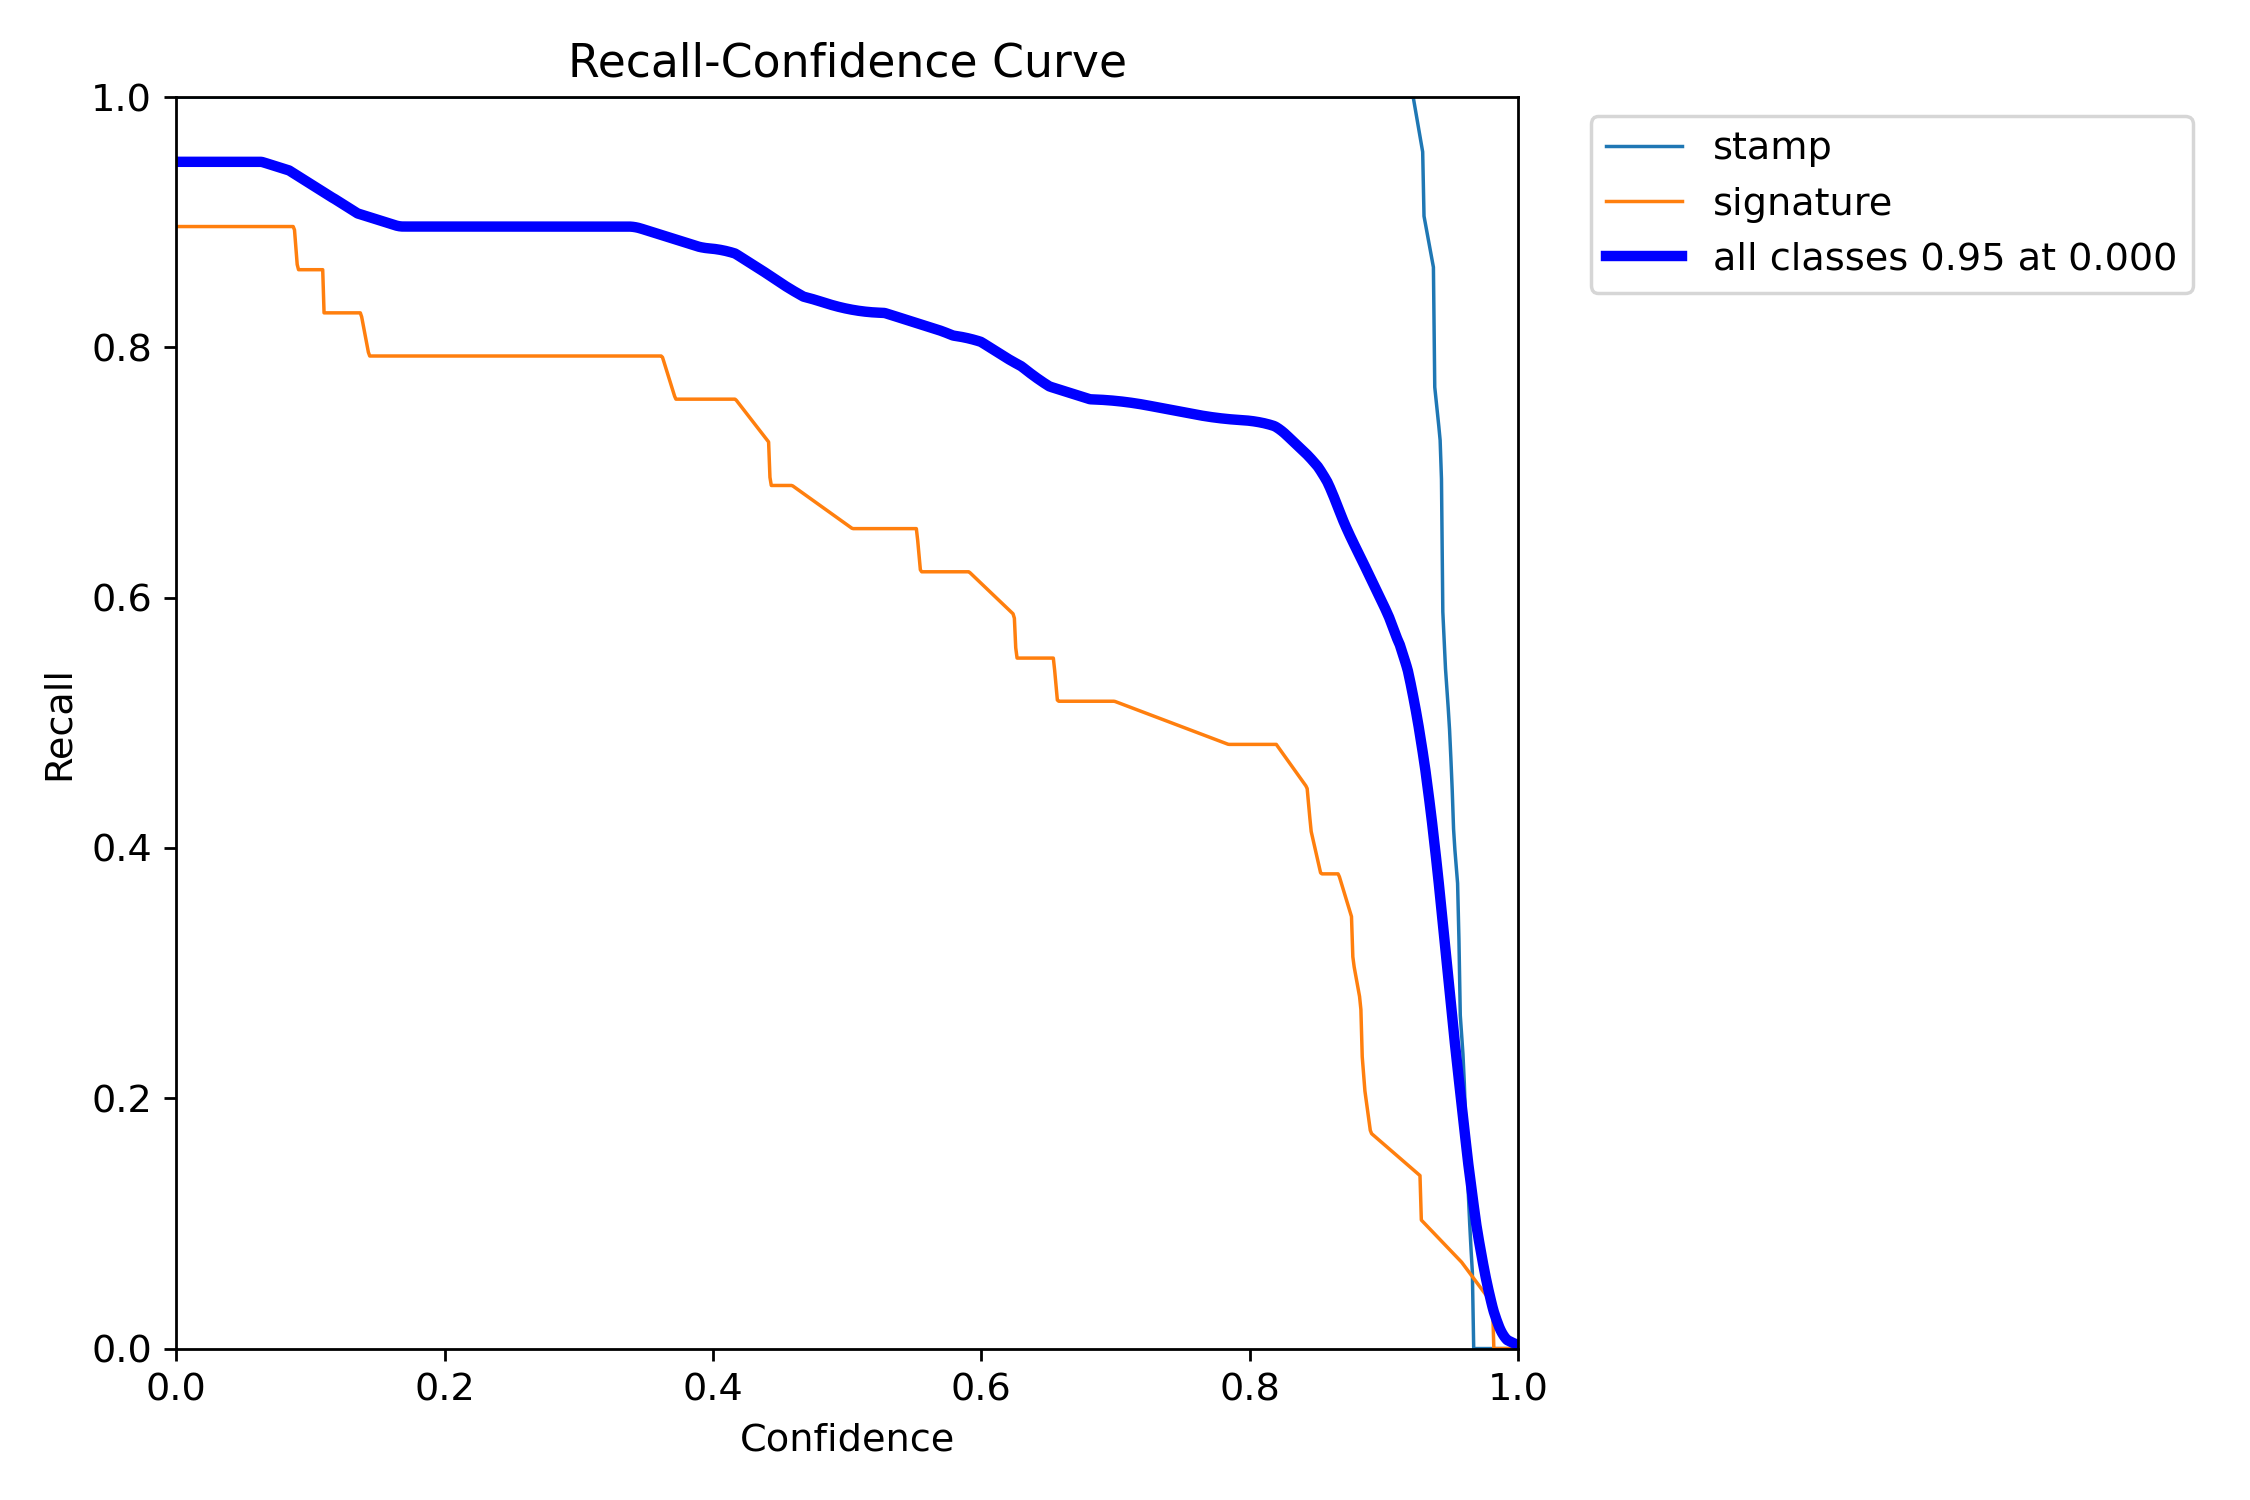 Recall-Confidence Curve
1.0
0.8
0.6
0.4
0.2
0.0
Recall
0.0 0.2 0.4 0.6 0.8 1.0
Confidence
stamp
signature
all classes 0.95 at 0.000